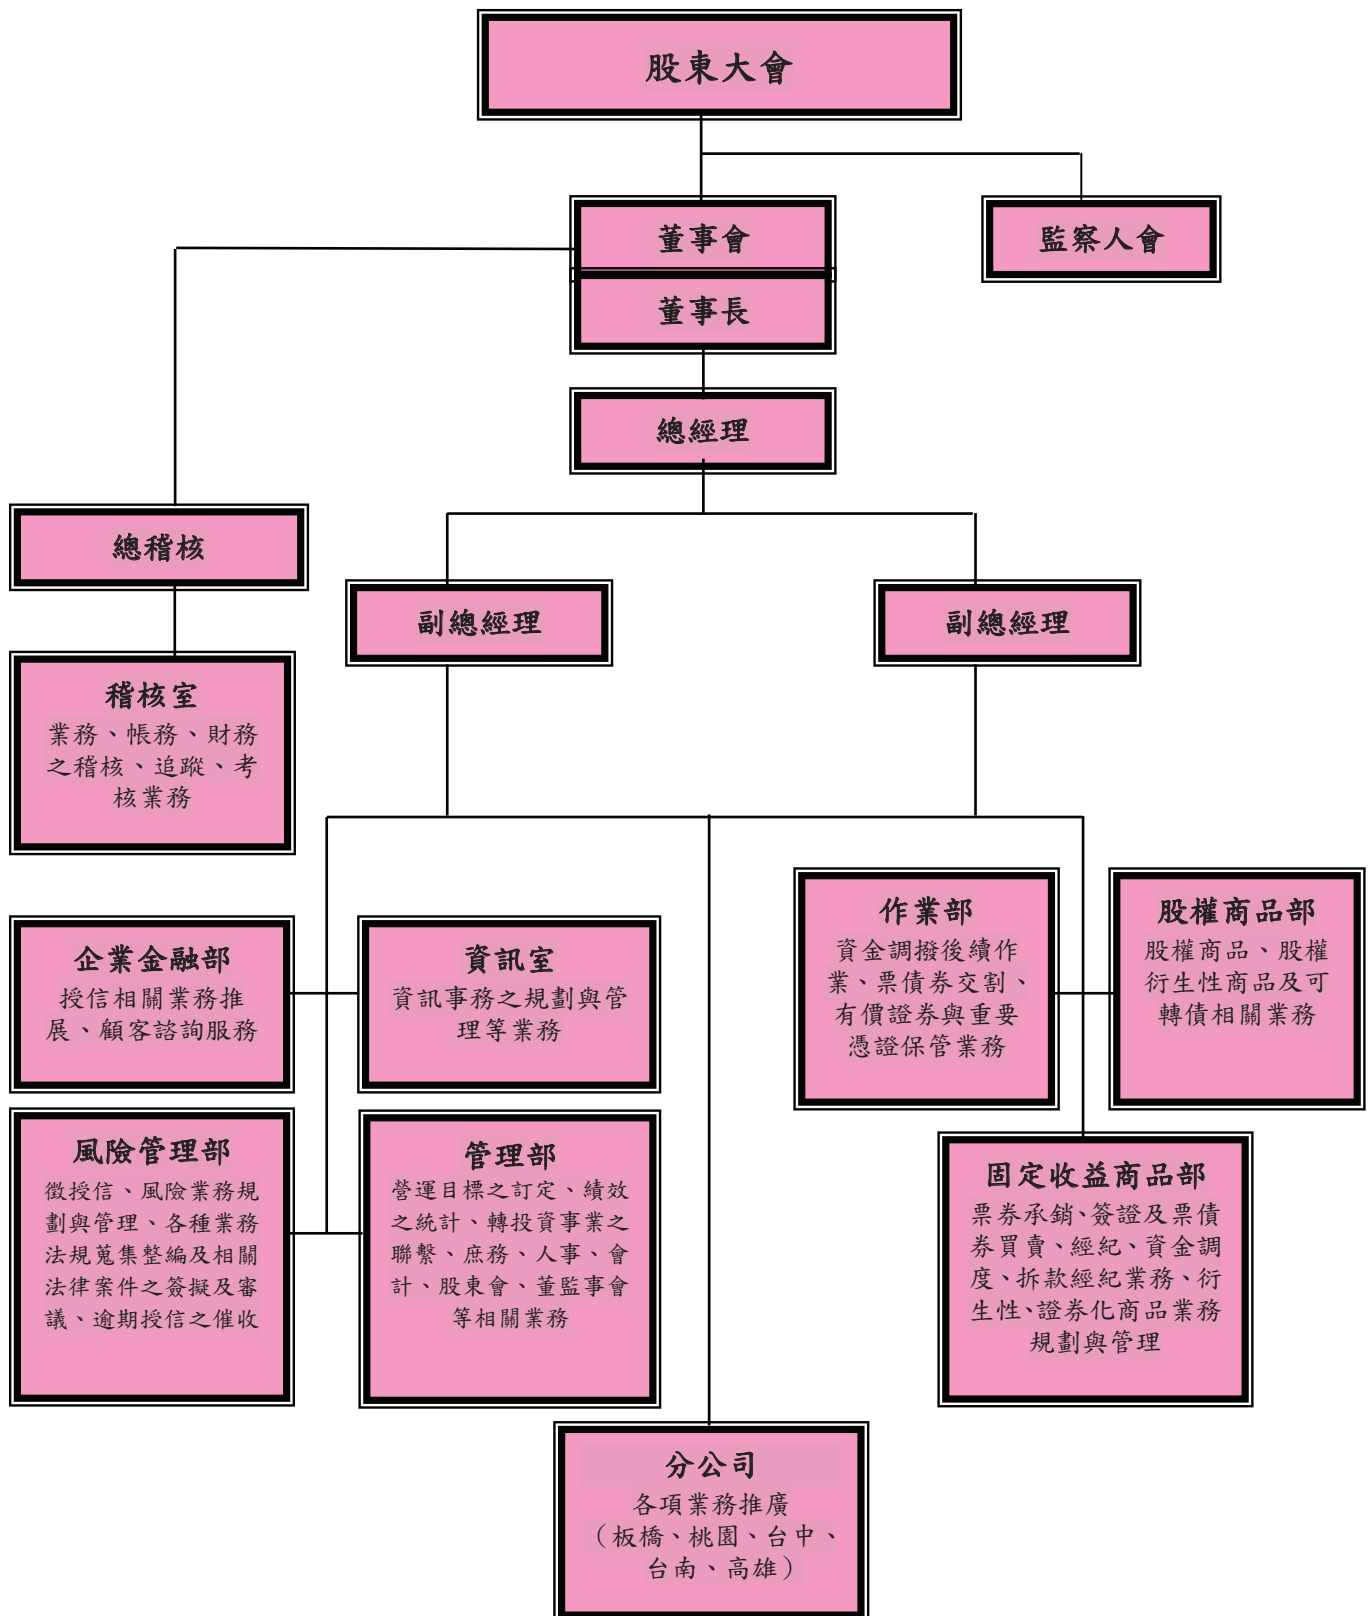 股東大會
董事會
監察人會
董事長
總經理
總稽核
副總經理
副總經理
稽核室
業務、帳務、財務
之稽核、追蹤、考
核業務
企業金融部
授信相關業務推
展、顧客諮詢服務
資訊室
資訊事務之規劃與管
理等業務
作業部
資金調撥後續作
業、票債券交割、
有價證券與重要
憑證保管業務
股權商品部
股權商品、股權
衍生性商品及可
轉債相關業務
風險管理部
徵授信、風險業務規
劃與管理、各種業務
法規蒐集整編及相關
法律案件之簽擬及審
議、逾期授信之催收
管理部
營運目標之訂定、績效
之統計、轉投資事業之
聯繫、庶務、人事、會
計、股東會、董監事會
等相關業務
固定收益商品部
票券承銷、簽證及票債
券買賣、經紀、資金調
度、拆款經紀業務、衍
生性、證券化商品業務
規劃與管理
分公司
各項業務推廣
（板橋、桃園、台中、
台南、高雄）